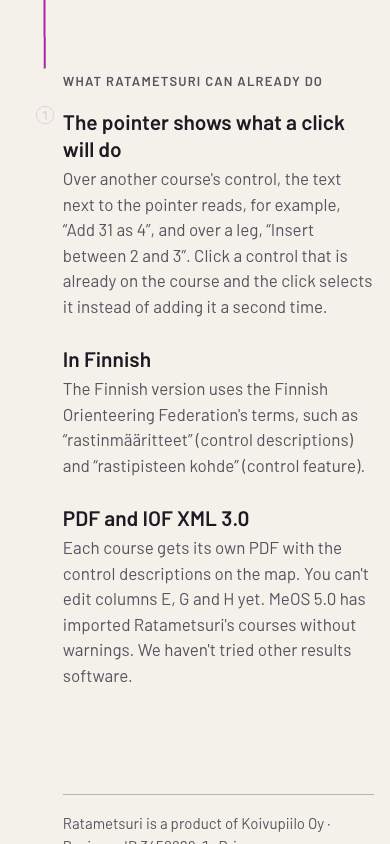 WHAT RATAMETSURI CAN ALREADY DO
1
The pointer shows what a click
will do
Over another course's control, the text
next to the pointer reads, for example,
“Add 31 as 4”, and over a leg, “Insert
between 2 and 3”. Click a control that is
already on the course and the click selects
it instead of adding it a second time.
In Finnish
The Finnish version uses the Finnish
Orienteering Federation's terms, such as
“rastinmääritteet” (control descriptions)
and “rastipisteen kohde” (control feature).
PDF and IOF XML 3.0
Each course gets its own PDF with the
control descriptions on the map. You can't
edit columns E, G and H yet. MeOS 5.0 has
imported Ratametsuri's courses without
warnings. We haven't tried other results
software.
Ratametsuri is a product of Koivupiilo Oy ·